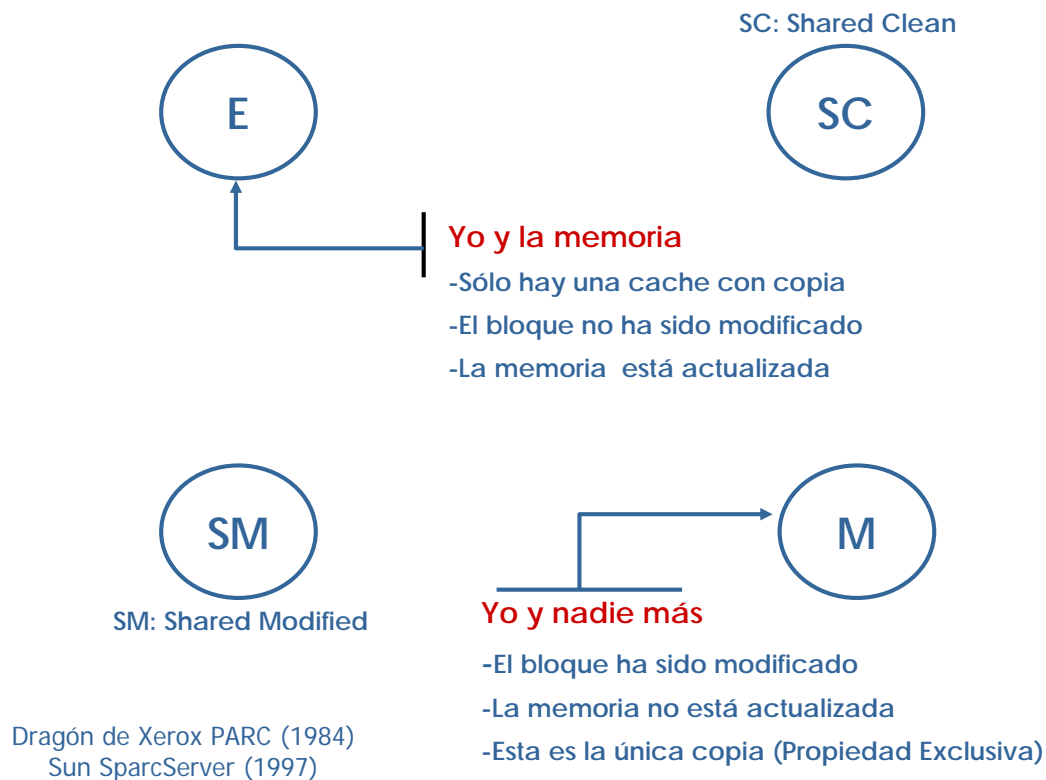 SC: Shared Clean
E
SC
Yo y la memoria
-Sólo hay una cache con copia
-El bloque no ha sido modificado
-La memoria está actualizada
SM
M
SM: Shared Modified
Yo y nadie más
-El bloque ha sido modificado
-La memoria no está actualizada
-Esta es la única copia (Propiedad Exclusiva)
Dragón de Xerox PARC (1984)
Sun SparcServer (1997)